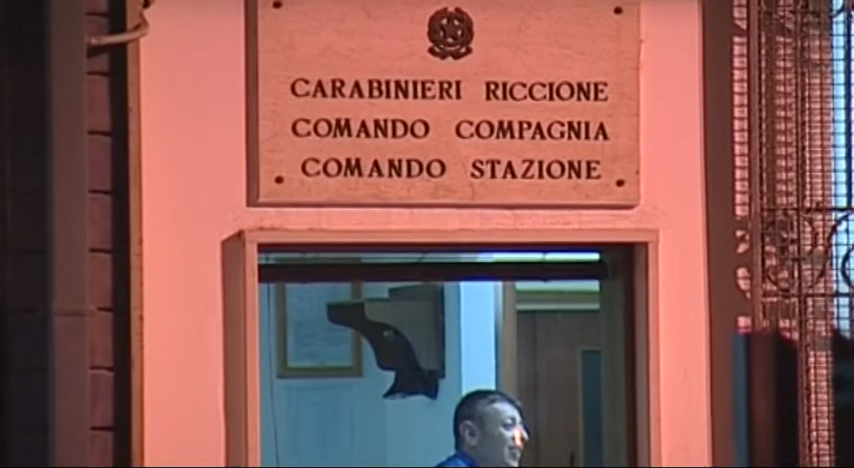 CARABINIERI RICCIONE
COMANDO COMPAGNIA
COMANDO STAZIONE